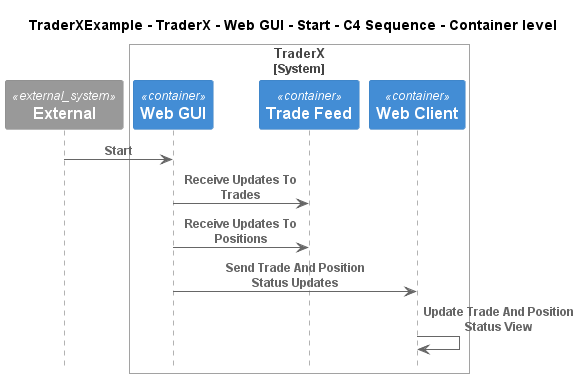 TraderXExample - TraderX - Web GUI - Start - C4 Sequence - Container level
TraderX
[System]
«external_system»
External
«container»
Web GUI
«container»
Trade Feed
«container»
Web Client
Start
Receive Updates To
Trades
Receive Updates To
Positions
Send Trade And Position
Status Updates
Update Trade And Position
Status View